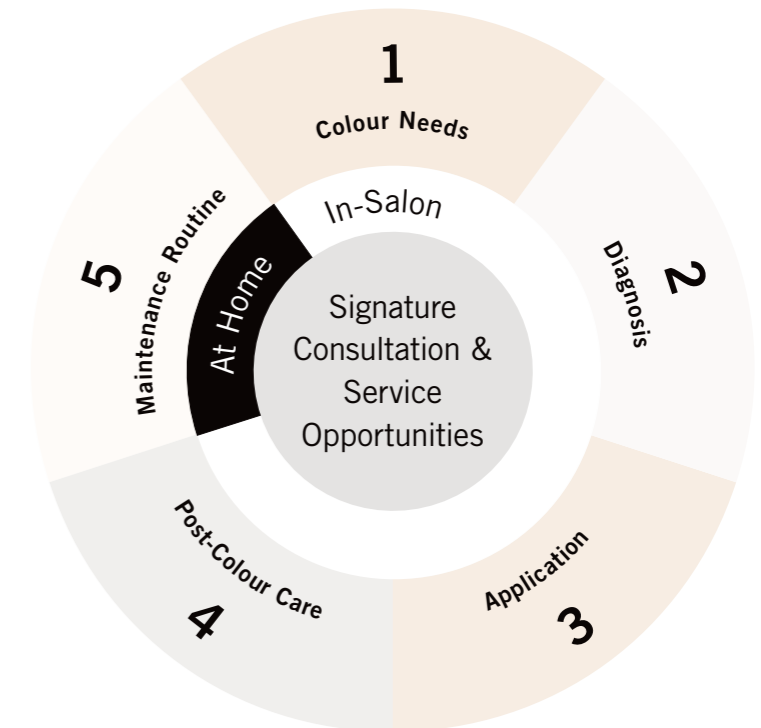 1
Colour Needs
2
Diagnosis
3
Application
4
Post-Colour Care
5
Maintenance Routine
In-Salon
At Home
Signature
Consultation &
Service
Opportunities